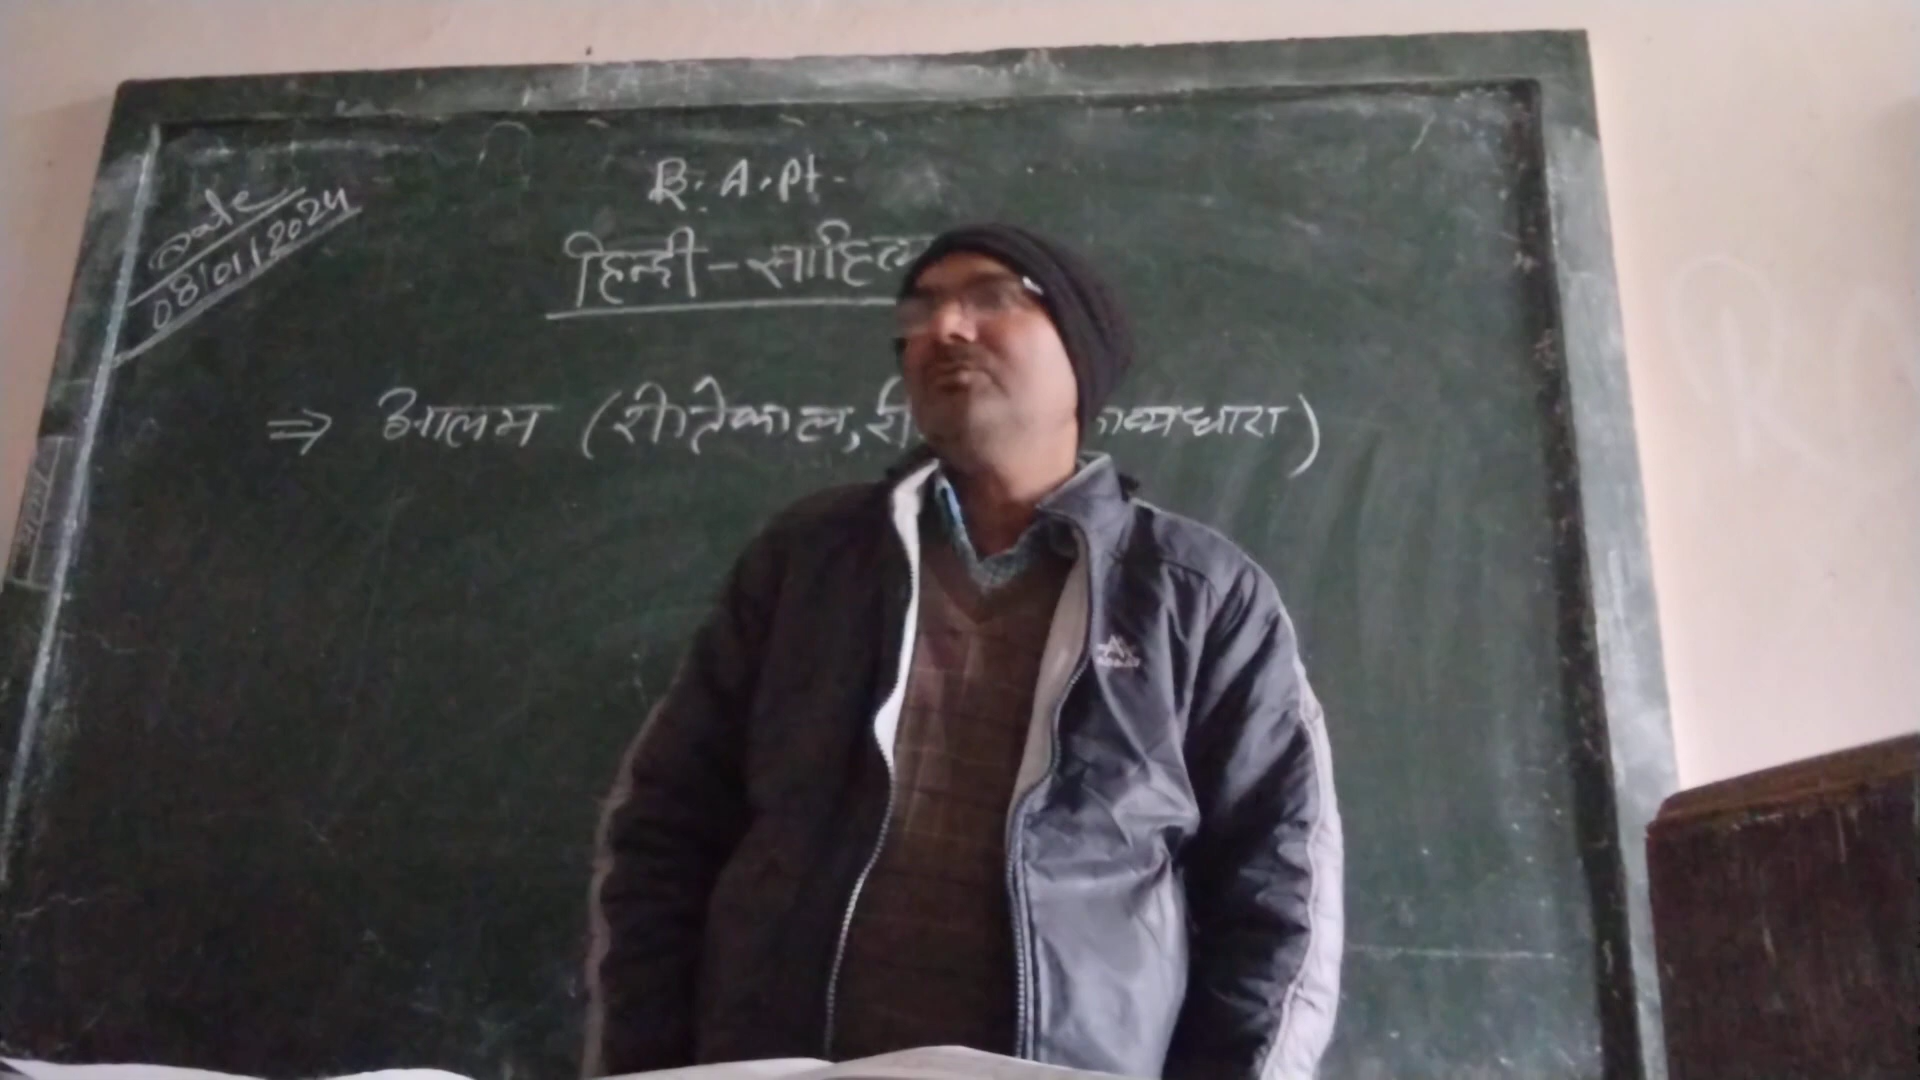 Date
08/01/2024
B.A.Pt.
हिन्दी - साहित्य
⇒ आलम (रीतिकाल, री काव्यधारा)